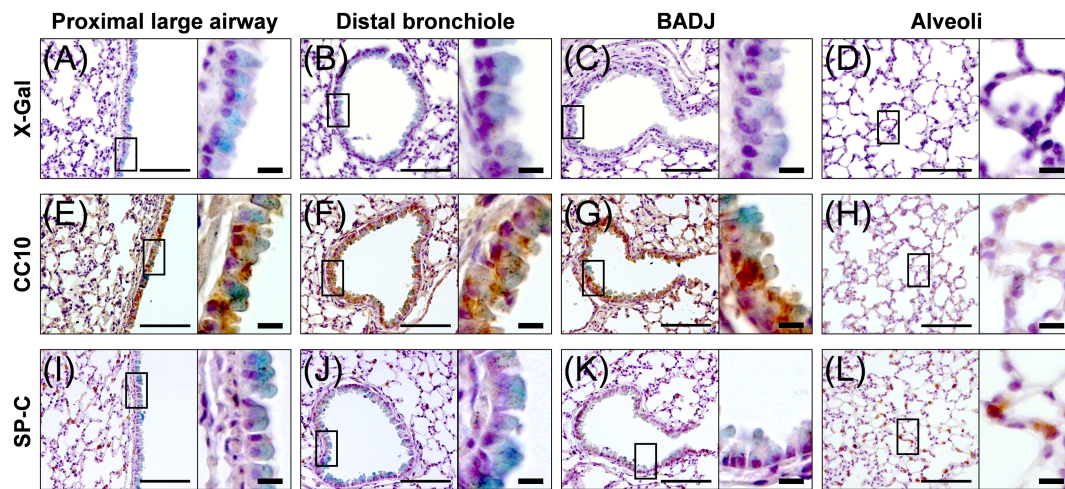 Proximal large airway Distal bronchiole BADJ Alveoli
X-Gal (A) (B) (C) (D)
CC10 (E) (F) (G) (H)
SP-C (I) (J) (K) (L)